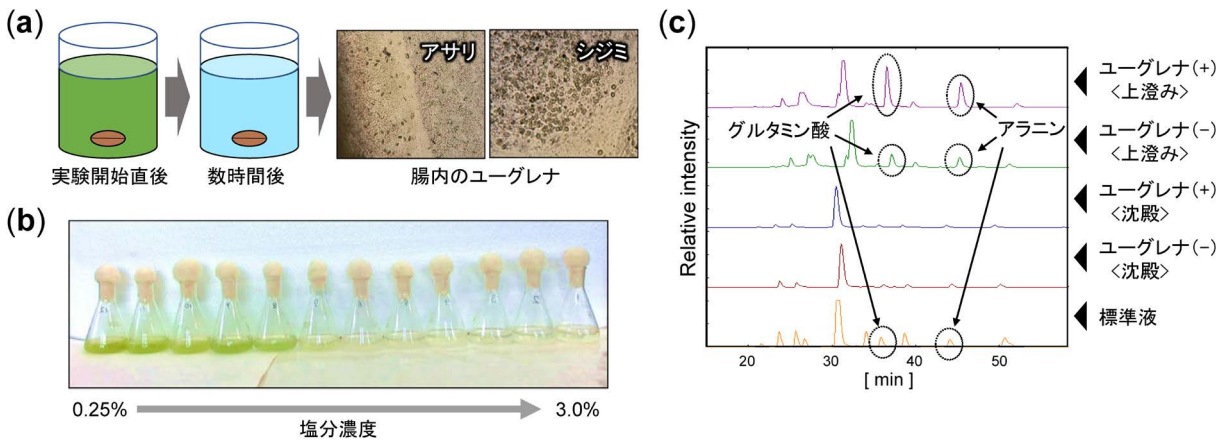 (a)
アサリ
シジミ
実験開始直後
数時間後
腸内のユーグレナ
(b)
0.25%
3.0%
塩分濃度
(c)
Relative intensity
グルタミン酸
アラニン
20
30
40
50
[ min ]
ユーグレナ(+)
<上澄み>
ユーグレナ(−)
<上澄み>
ユーグレナ(+)
<沈殿>
ユーグレナ(−)
<沈殿>
標準液